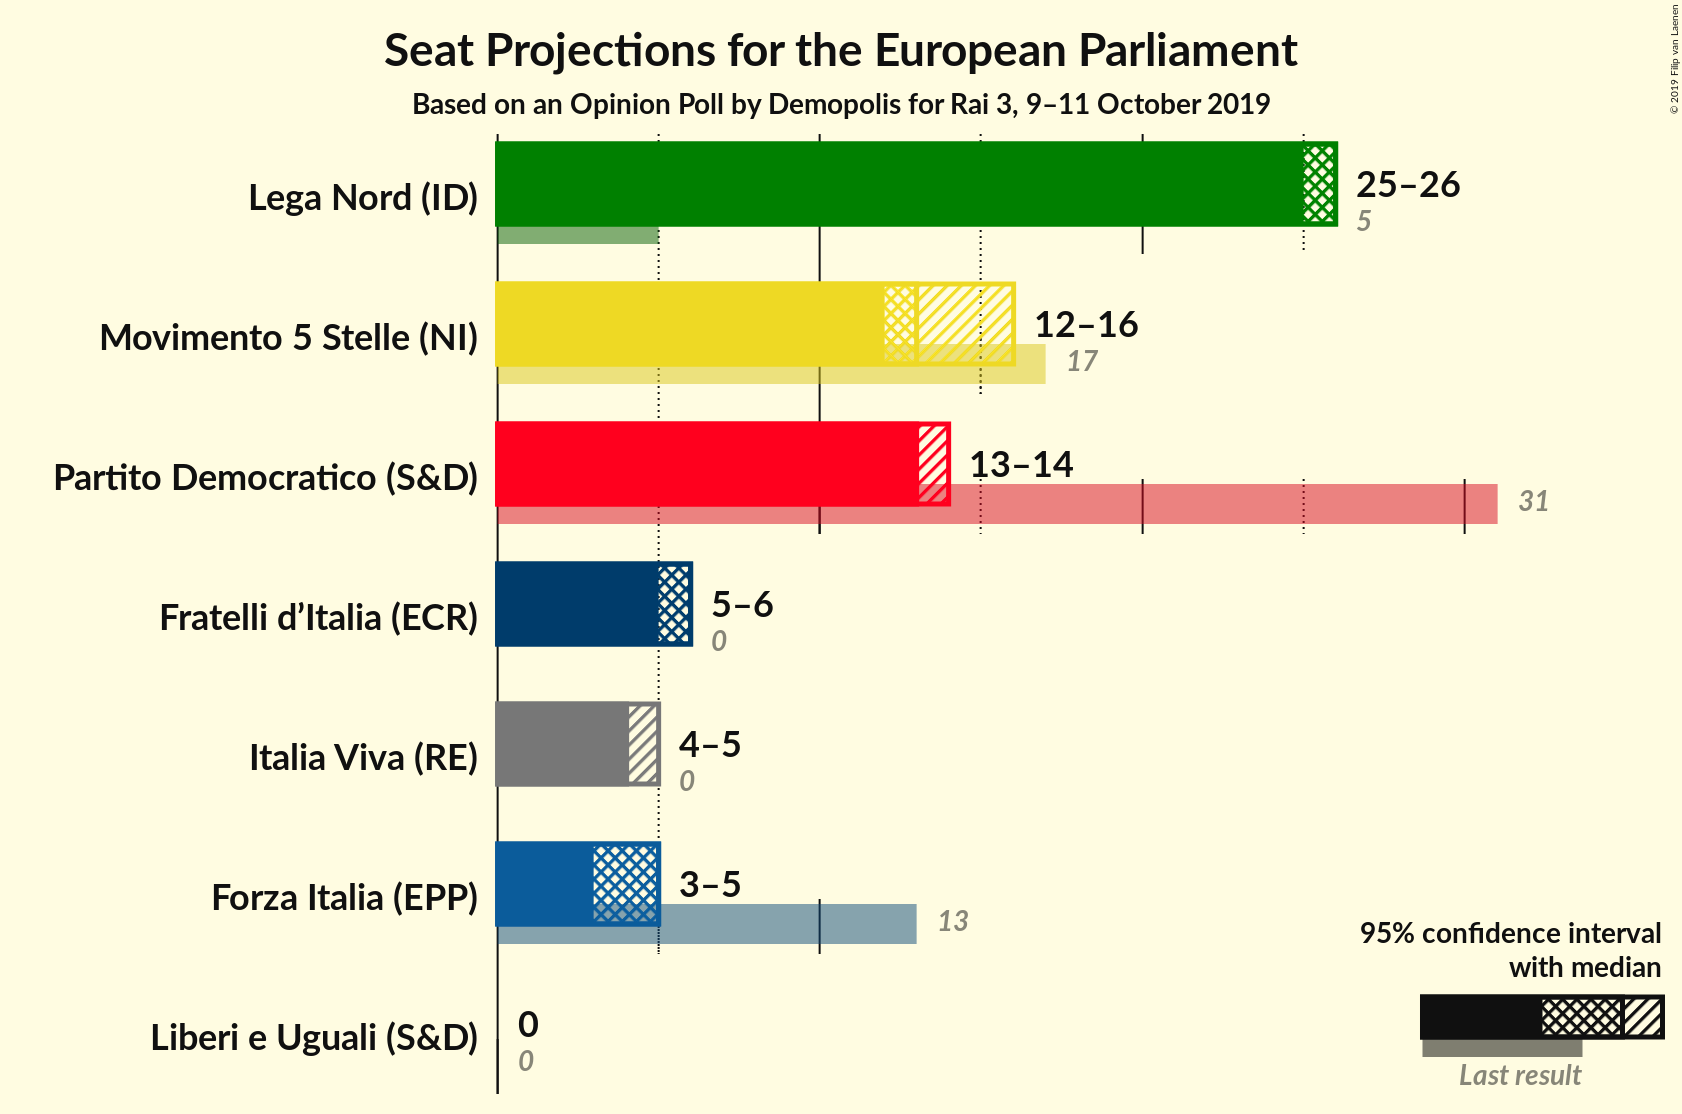 Seat Projections for the European Parliament
Based on an Opinion Poll by Demopolis for Rai 3, 9–11 October 2019
© 2019 Filip van Laenen
Lega Nord (ID)
25–26
5
Movimento 5 Stelle (NI)
12–16
17
Partito Democratico (S&D)
13–14
31
Fratelli d’Italia (ECR)
5–6
0
Italia Viva (RE)
4–5
0
Forza Italia (EPP)
3–5
13
Liberi e Uguali (S&D)
0
0
95% confidence interval
with median
Last result